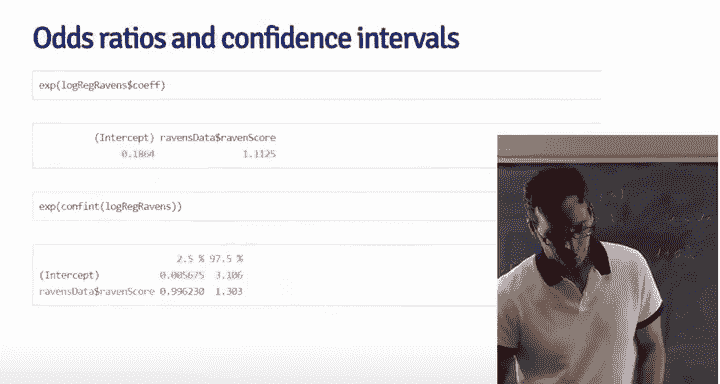 Odds ratios and confidence intervals
exp(logRegRavens$coeff)
(Intercept) ravensData$ravenScore
0.1864 1.1125
exp(confint(logRegRavens))
2.5 % 97.5 %
(Intercept) 0.005675 3.106
ravensData$ravenScore 0.996230 1.303